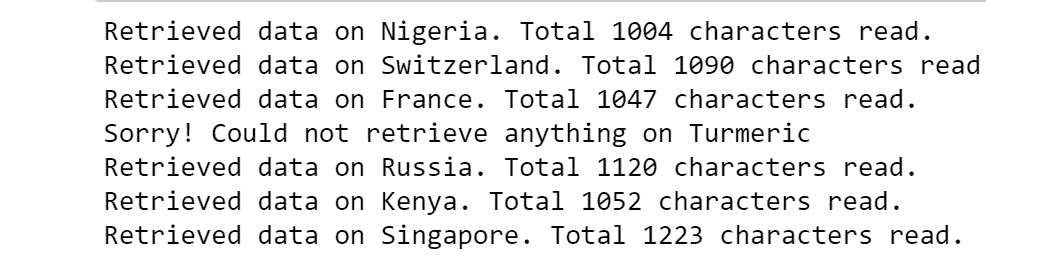 Retrieved data on Nigeria. Total 1004 characters read.
Retrieved data on Switzerland. Total 1090 characters read
Retrieved data on France. Total 1047 characters read.
Sorry! Could not retrieve anything on Turmeric
Retrieved data on Russia. Total 1120 characters read.
Retrieved data on Kenya. Total 1052 characters read.
Retrieved data on Singapore. Total 1223 characters read.